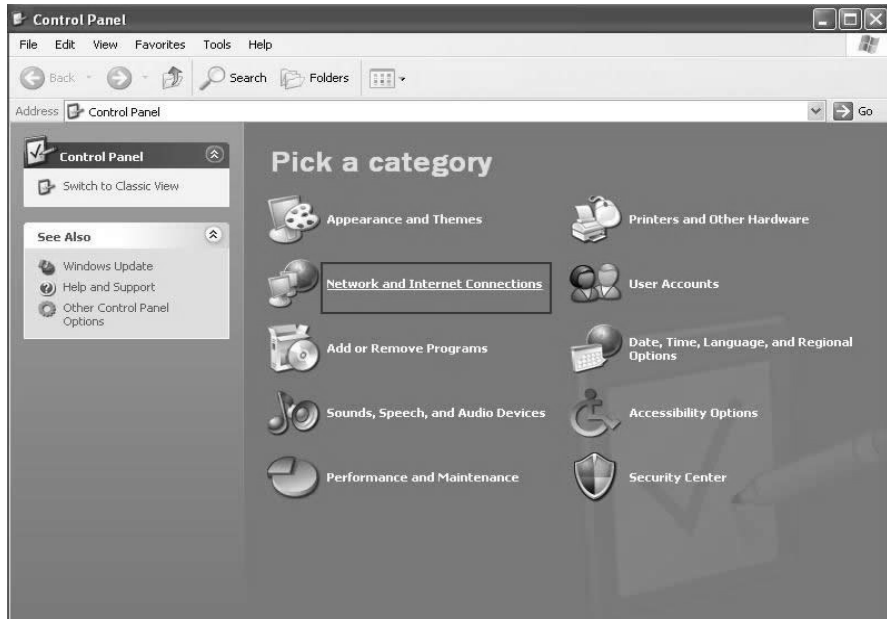 Control Panel
File Edit View Favorites Tools Help
Back Search Folders
Address Control Panel Go
Control Panel
Switch to Classic View
See Also
Windows Update
Help and Support
Other Control Panel
Options
Pick a category
Appearance and Themes
Printers and Other Hardware
Network and Internet Connections
User Accounts
Add or Remove Programs
Date, Time, Language, and Regional
Options
Sounds, Speech, and Audio Devices
Accessibility Options
Performance and Maintenance
Security Center